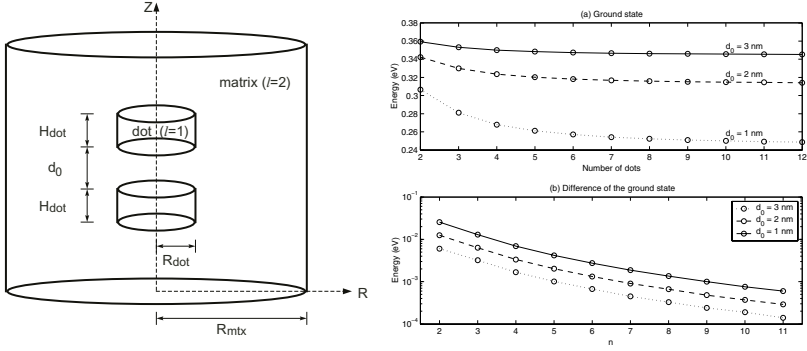 Z
matrix (l=2)
H_dot
dot (l=1)
d_0
H_dot
R_dot
R
R_mtx
(a) Ground state
Energy (eV)
0.38
0.36
0.34
0.32
0.3
0.28
0.26
0.24
d_0 = 3 nm
d_0 = 2 nm
d_0 = 1 nm
2 3 4 5 6 7 8 9 10 11 12
Number of dots
(b) Difference of the ground state
Energy (eV)
10^-1
10^-2
10^-3
10^-4
d_0 = 3 nm
d_0 = 2 nm
d_0 = 1 nm
2 3 4 5 6 7 8 9 10 11
n